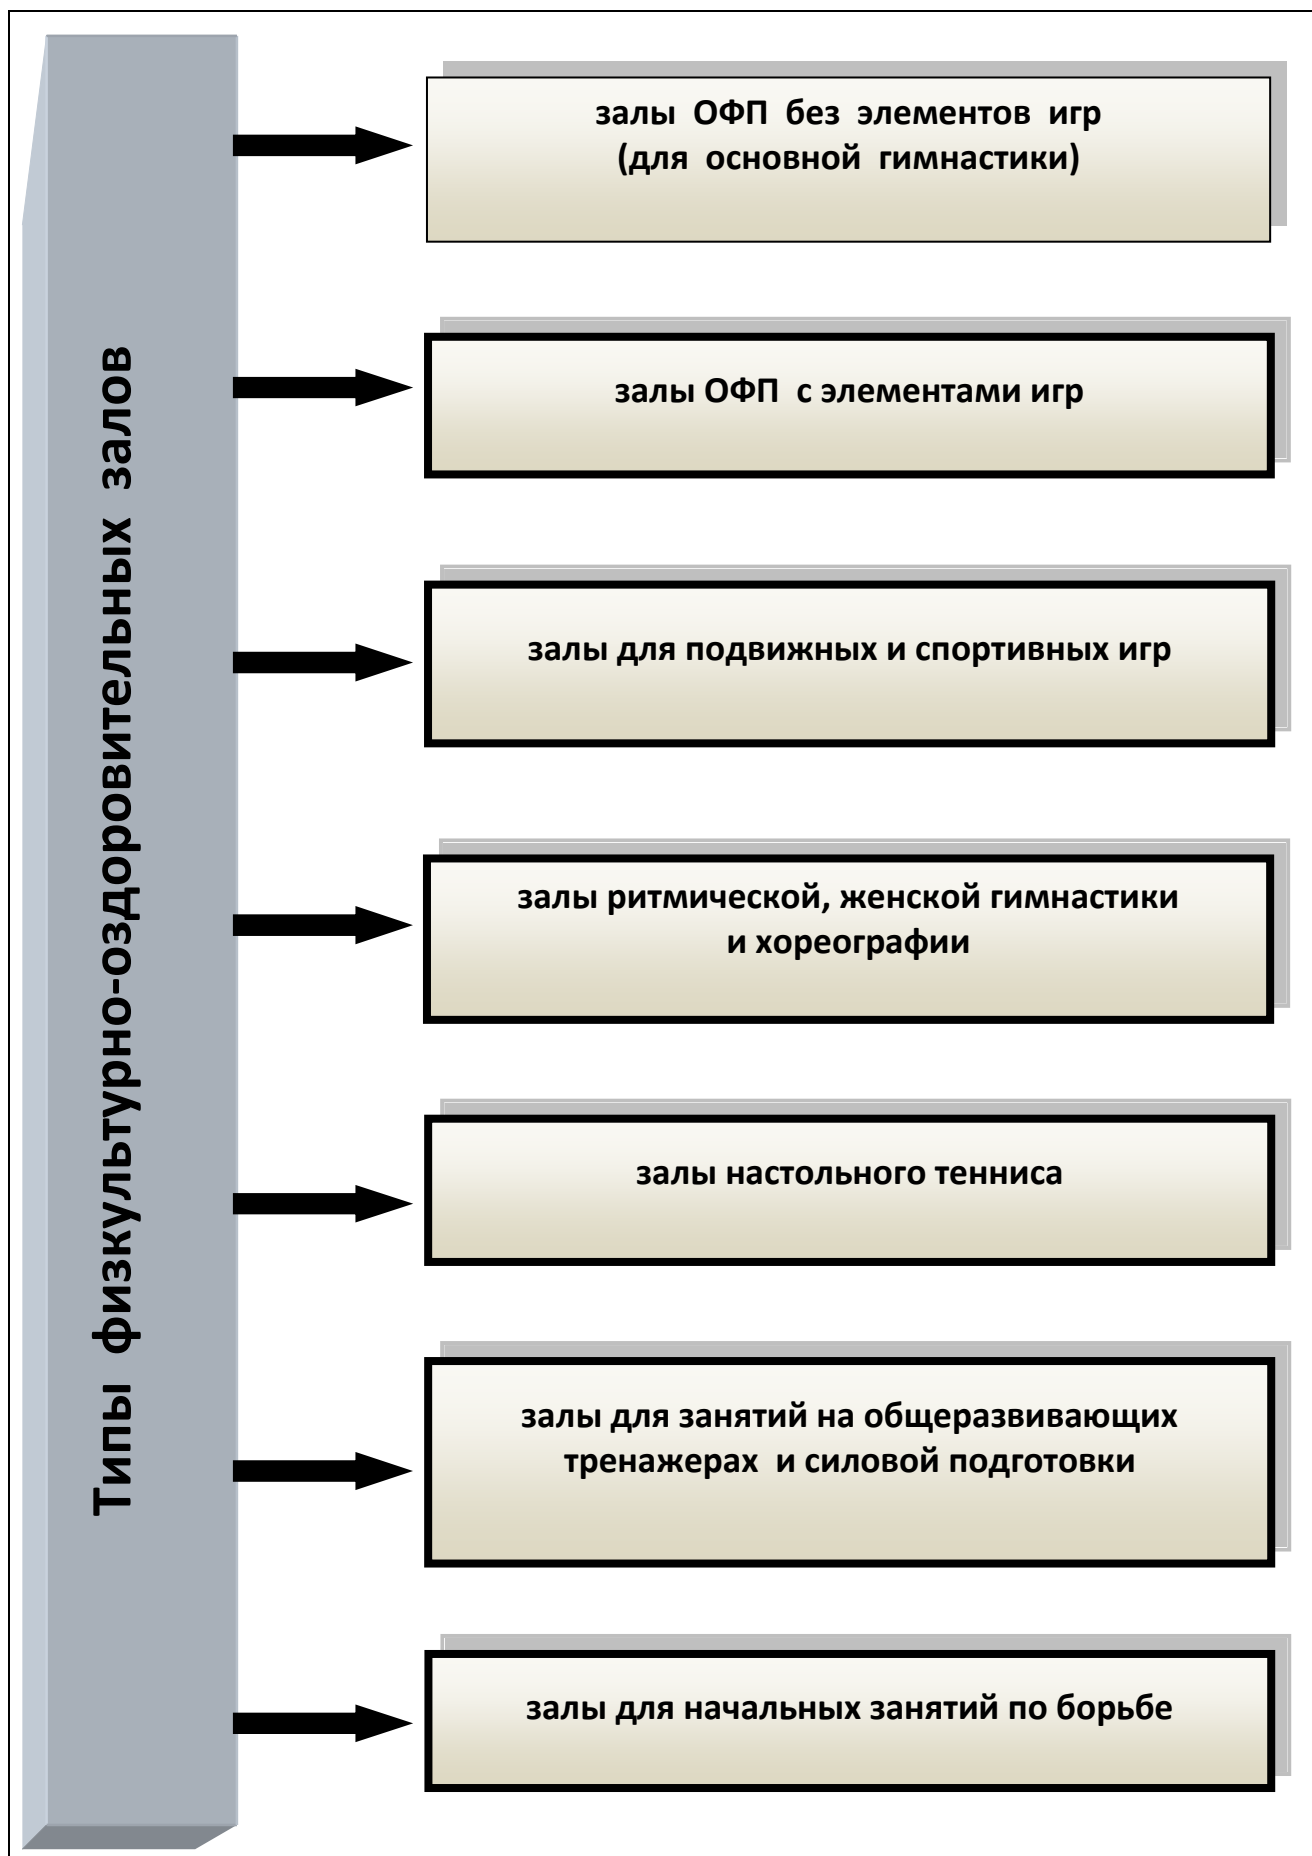 Типы физкультурно-оздоровительных залов
залы ОФП без элементов игр
(для основной гимнастики)
залы ОФП с элементами игр
залы для подвижных и спортивных игр
залы ритмической, женской гимнастики
и хореографии
залы настольного тенниса
залы для занятий на общеразвивающих
тренажерах и силовой подготовки
залы для начальных занятий по борьбе